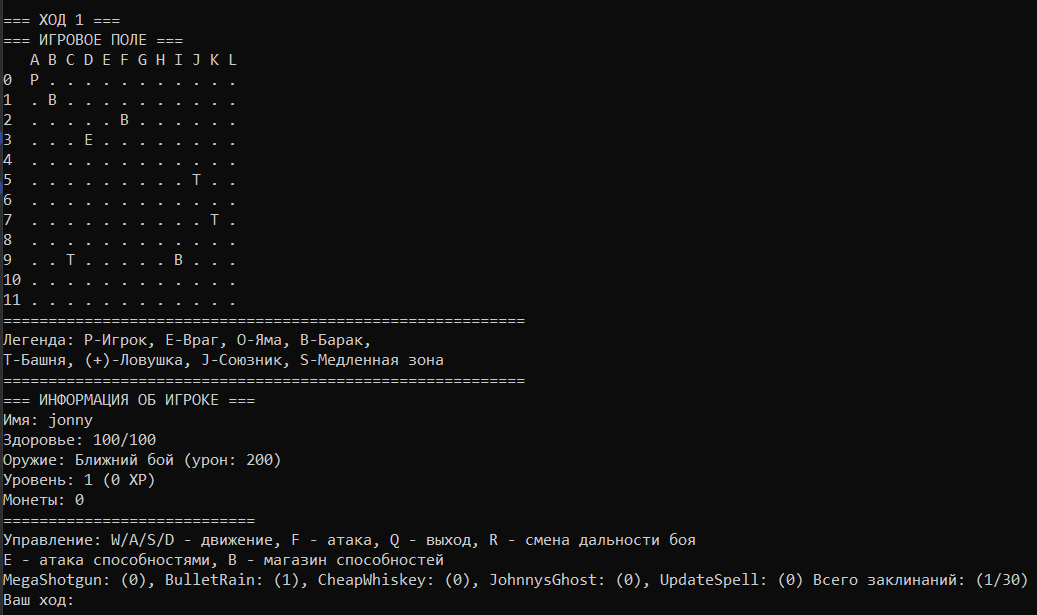 === ХОД 1 ===
=== ИГРОВОЕ ПОЛЕ ===
   A B C D E F G H I J K L
0  P . . . . . . . . . . .
1  . B . . . . . . . . . .
2  . . . . . B . . . . . .
3  . . . E . . . . . . . .
4  . . . . . . . . . . . .
5  . . . . . . . . . T . .
6  . . . . . . . . . . . .
7  . . . . . . . . . . T .
8  . . . . . . . . . . . .
9  . . T . . . . . B . . .
10 . . . . . . . . . . . .
11 . . . . . . . . . . . .
==========================================================
Легенда: P-Игрок, E-Враг, O-Яма, B-Барак,
T-Башня, (+)-Ловушка, J-Союзник, S-Медленная зона
==========================================================
=== ИНФОРМАЦИЯ ОБ ИГРОКЕ ===
Имя: jonny
Здоровье: 100/100
Оружие: Ближний бой (урон: 200)
Уровень: 1 (0 XP)
Монеты: 0
============================
Управление: W/A/S/D - движение, F - атака, Q - выход, R - смена дальности боя
E - атака способностями, B - магазин способностей
MegaShotgun: (0), BulletRain: (1), CheapWhiskey: (0), JohnnysGhost: (0), UpdateSpell: (0) Всего заклинаний: (1/30)
Ваш ход: